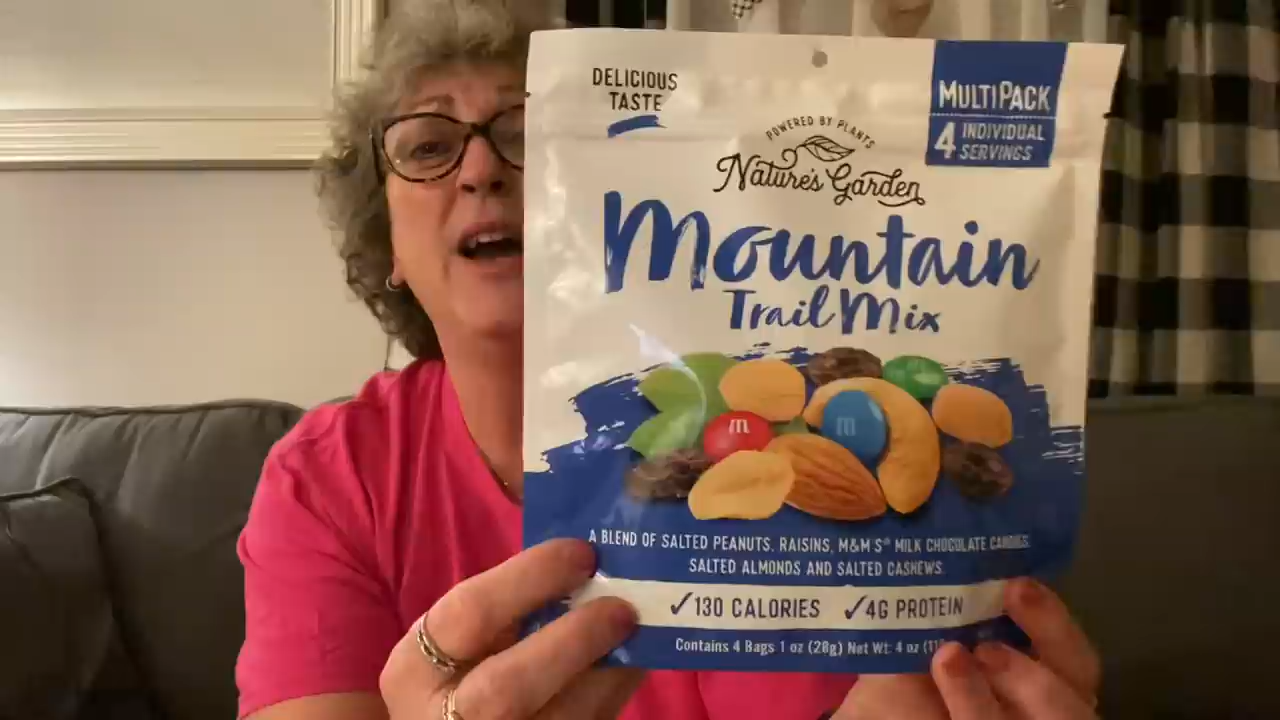 DELICIOUS
TASTE
MULTIPACK
4 INDIVIDUAL
SERVINGS
POWERED BY PLANTS
Nature's Garden
Mountain
Trail Mix
m
m
A BLEND OF SALTED PEANUTS, RAISINS, M&M'S® MILK CHOCOLATE CANDIES,
SALTED ALMONDS AND SALTED CASHEWS.
✓130 CALORIES ✓4G PROTEIN
Contains 4 Bags 1 oz (28g) Net Wt: 4 oz